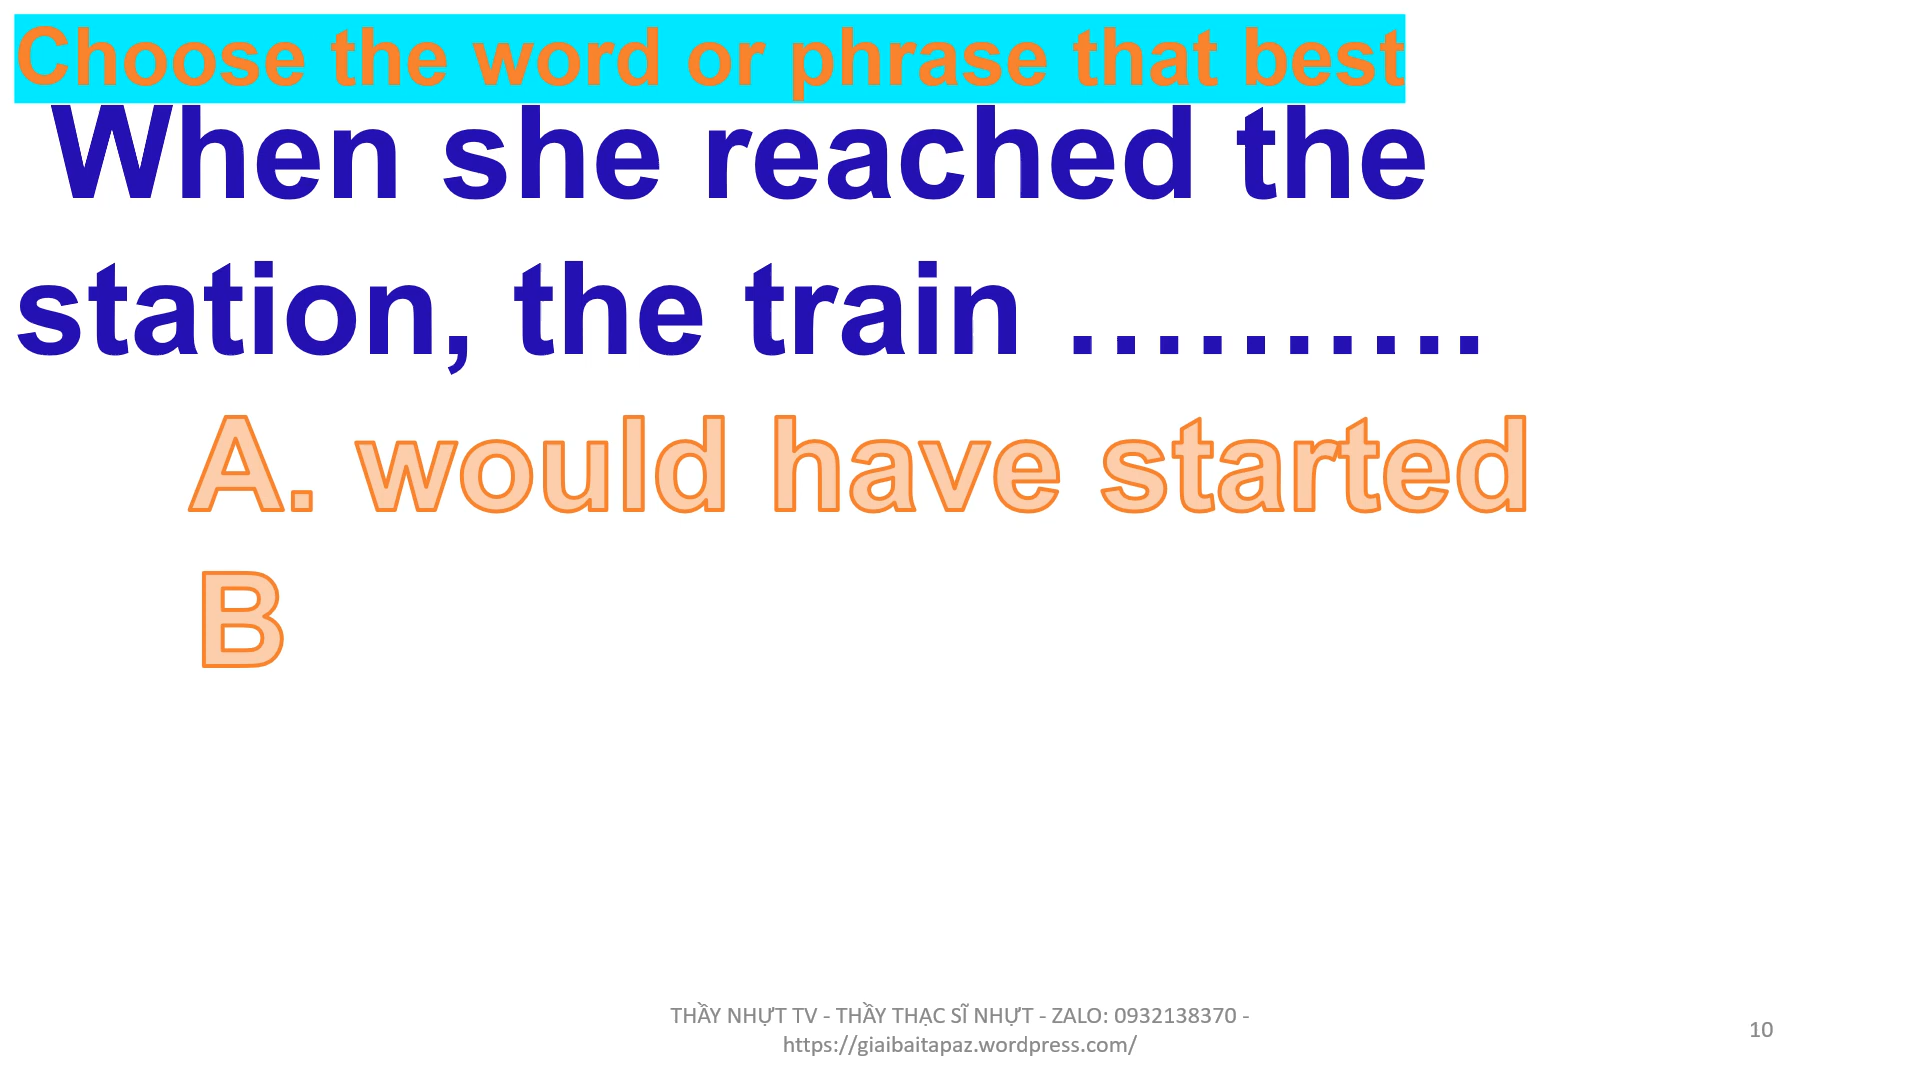 Choose the word or phrase that best
When she reached the
station, the train ……….
A. would have started
B
THẦY NHỰT TV - THẦY THẠC SĨ NHỰT - ZALO: 0932138370 -
https://giaibaitapaz.wordpress.com/
10